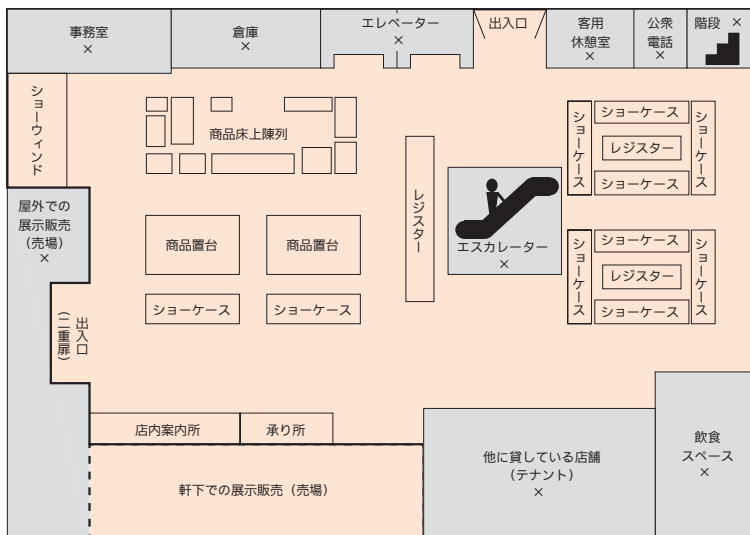 事務室
×
倉庫
×
エレベーター
×
出入口
客用
休憩室
×
公衆
電話
×
階段 ×
ショーウィンド
商品床上陳列
レジスター
エスカレーター
×
ショーケース
ショーケース
レジスター
ショーケース
ショーケース
屋外での
展示販売
（売場）
×
商品置台
商品置台
ショーケース
ショーケース
ショーケース
ショーケース
レジスター
ショーケース
ショーケース
出入口
（二重扉）
店内案内所
承り所
軒下での展示販売（売場）
他に貸している店舗
（テナント）
×
飲食
スペース
×